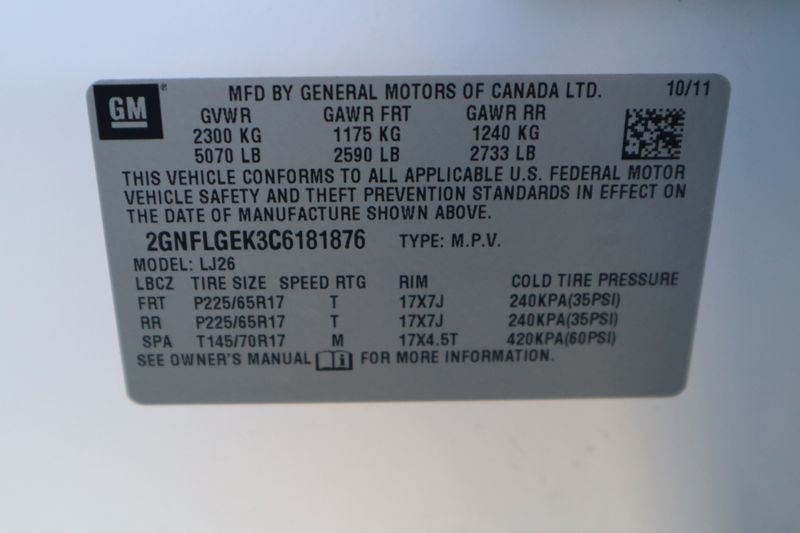 GM ® MFD BY GENERAL MOTORS OF CANADA LTD. 10/11
GVWR GAWR FRT GAWR RR
2300 KG 1175 KG 1240 KG
5070 LB 2590 LB 2733 LB
THIS VEHICLE CONFORMS TO ALL APPLICABLE U.S. FEDERAL MOTOR
VEHICLE SAFETY AND THEFT PREVENTION STANDARDS IN EFFECT ON
THE DATE OF MANUFACTURE SHOWN ABOVE.
2GNFLGEK3C6181876 TYPE: M.P.V.
MODEL: LJ26
LBCZ TIRE SIZE SPEED RTG RIM COLD TIRE PRESSURE
FRT P225/65R17 T 17X7J 240KPA(35PSI)
RR P225/65R17 T 17X7J 240KPA(35PSI)
SPA T145/70R17 M 17X4.5T 420KPA(60PSI)
SEE OWNER'S MANUAL i FOR MORE INFORMATION.